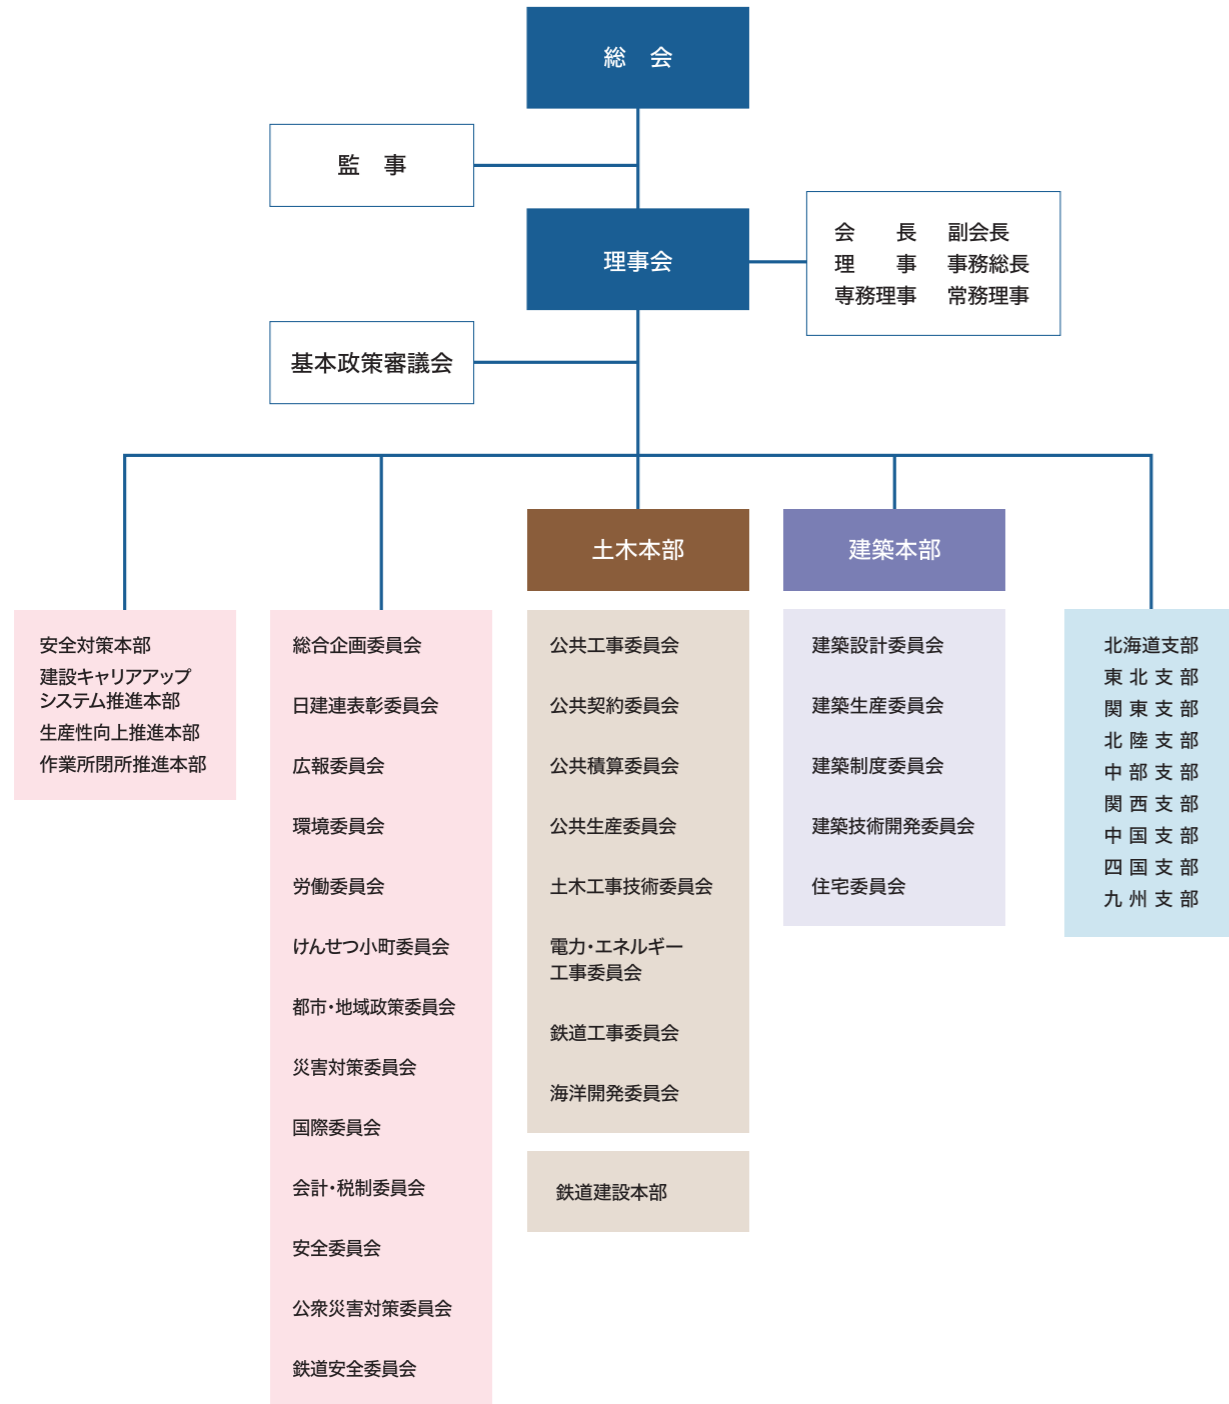 総　会
監　事
理事会
会　　長　副会長
理　　事　事務総長
専務理事　常務理事
基本政策審議会
安全対策本部
建設キャリアアップ
システム推進本部
生産性向上推進本部
作業所閉所推進本部
総合企画委員会
日建連表彰委員会
広報委員会
環境委員会
労働委員会
けんせつ小町委員会
都市・地域政策委員会
災害対策委員会
国際委員会
会計・税制委員会
安全委員会
公衆災害対策委員会
鉄道安全委員会
土木本部
公共工事委員会
公共契約委員会
公共積算委員会
公共生産委員会
土木工事技術委員会
電力・エネルギー
工事委員会
鉄道工事委員会
海洋開発委員会
鉄道建設本部
建築本部
建築設計委員会
建築生産委員会
建築制度委員会
建築技術開発委員会
住宅委員会
北海道支部
東北支部
関東支部
北陸支部
中部支部
関西支部
中国支部
四国支部
九州支部